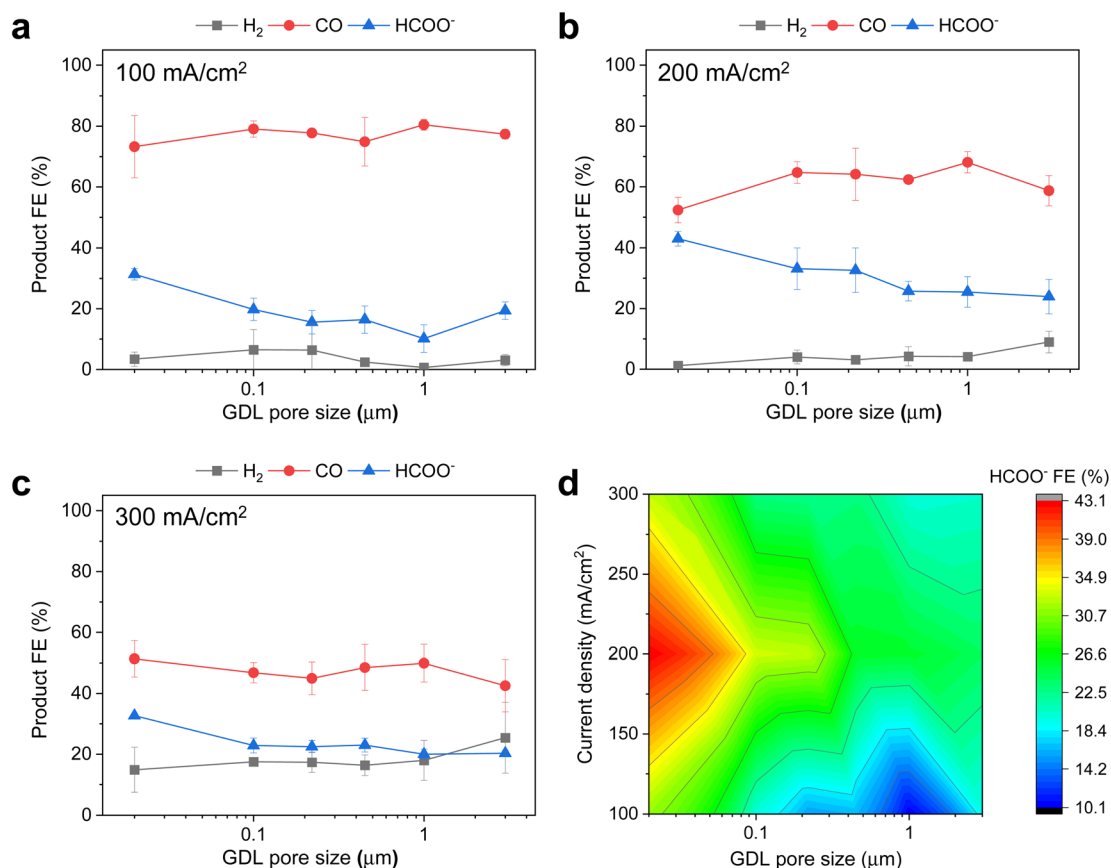 a
H₂ CO HCOO⁻
100 mA/cm²
100
80
60
40
20
0
Product FE (%)
0.1 1
GDL pore size (μm)
b
H₂ CO HCOO⁻
200 mA/cm²
100
80
60
40
20
0
Product FE (%)
0.1 1
GDL pore size (μm)
c
H₂ CO HCOO⁻
300 mA/cm²
100
80
60
40
20
0
Product FE (%)
0.1 1
GDL pore size (μm)
d
HCOO⁻ FE (%)
300
250
200
150
100
Current density (mA/cm²)
0.1 1
GDL pore size (μm)
43.1
39.0
34.9
30.7
26.6
22.5
18.4
14.2
10.1